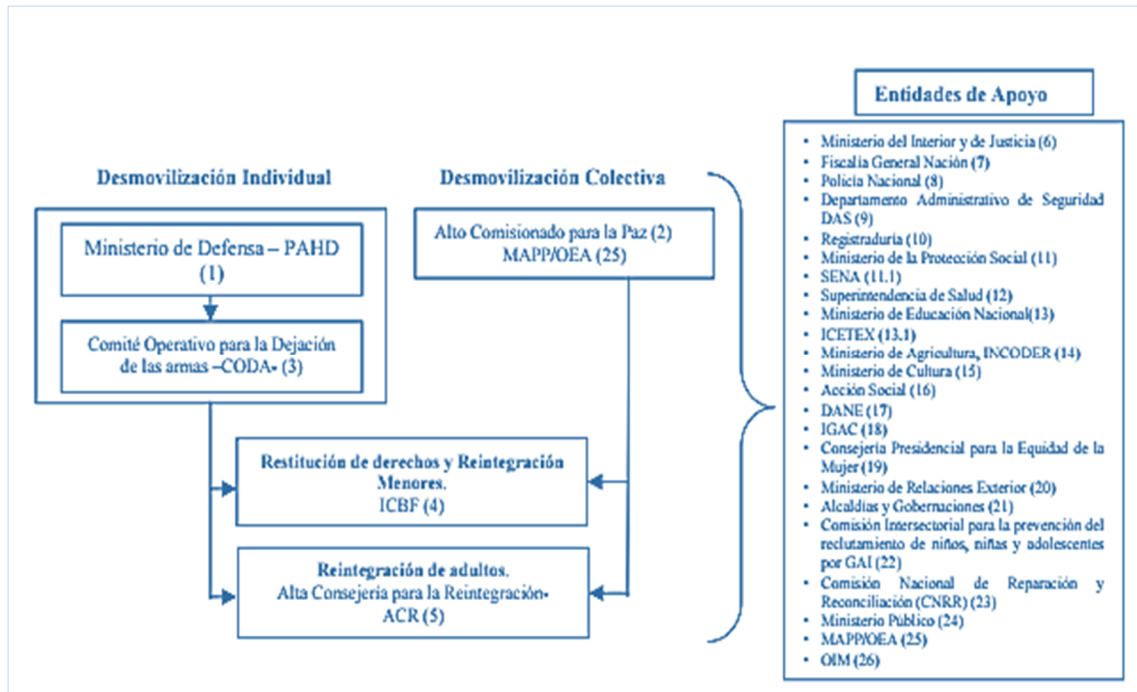 Desmovilización Individual
Ministerio de Defensa – PAHD
(1)
Comité Operativo para la Dejación
de las armas –CODA- (3)
Desmovilización Colectiva
Alto Comisionado para la Paz (2)
MAPP/OEA (25)
Restitución de derechos y Reintegración
Menores.
ICBF (4)
Reintegración de adultos.
Alta Consejería para la Reintegración-
ACR (5)
Entidades de Apoyo
• Ministerio del Interior y de Justicia (6)
• Fiscalía General Nación (7)
• Policía Nacional (8)
• Departamento Administrativo de Seguridad
DAS (9)
• Registraduría (10)
• Ministerio de la Protección Social (11)
• SENA (11.1)
• Superintendencia de Salud (12)
• Ministerio de Educación Nacional(13)
• ICETEX (13.1)
• Ministerio de Agricultura, INCODER (14)
• Ministerio de Cultura (15)
• Acción Social (16)
• DANE (17)
• IGAC (18)
• Consejería Presidencial para la Equidad de la
Mujer (19)
• Ministerio de Relaciones Exterior (20)
• Alcaldías y Gobernaciones (21)
• Comisión Intersectorial para la prevención del
reclutamiento de niños, niñas y adolescentes
por GAI (22)
• Comisión Nacional de Reparación y
Reconciliación (CNRR) (23)
• Ministerio Público (24)
• MAPP/OEA (25)
• OIM (26)